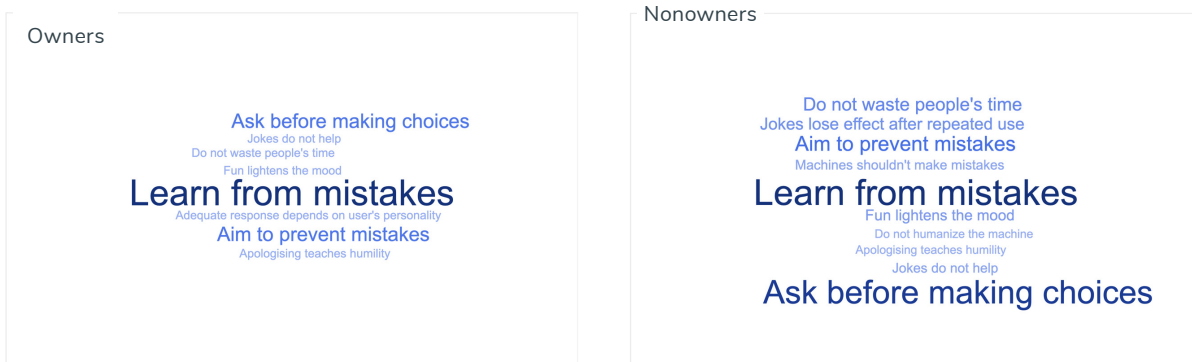 Owners
Ask before making choices
Jokes do not help
Do not waste people's time
Fun lightens the mood
Learn from mistakes
Adequate response depends on user's personality
Aim to prevent mistakes
Apologising teaches humility
Nonowners
Do not waste people's time
Jokes lose effect after repeated use
Aim to prevent mistakes
Machines shouldn't make mistakes
Learn from mistakes
Fun lightens the mood
Do not humanize the machine
Apologising teaches humility
Jokes do not help
Ask before making choices